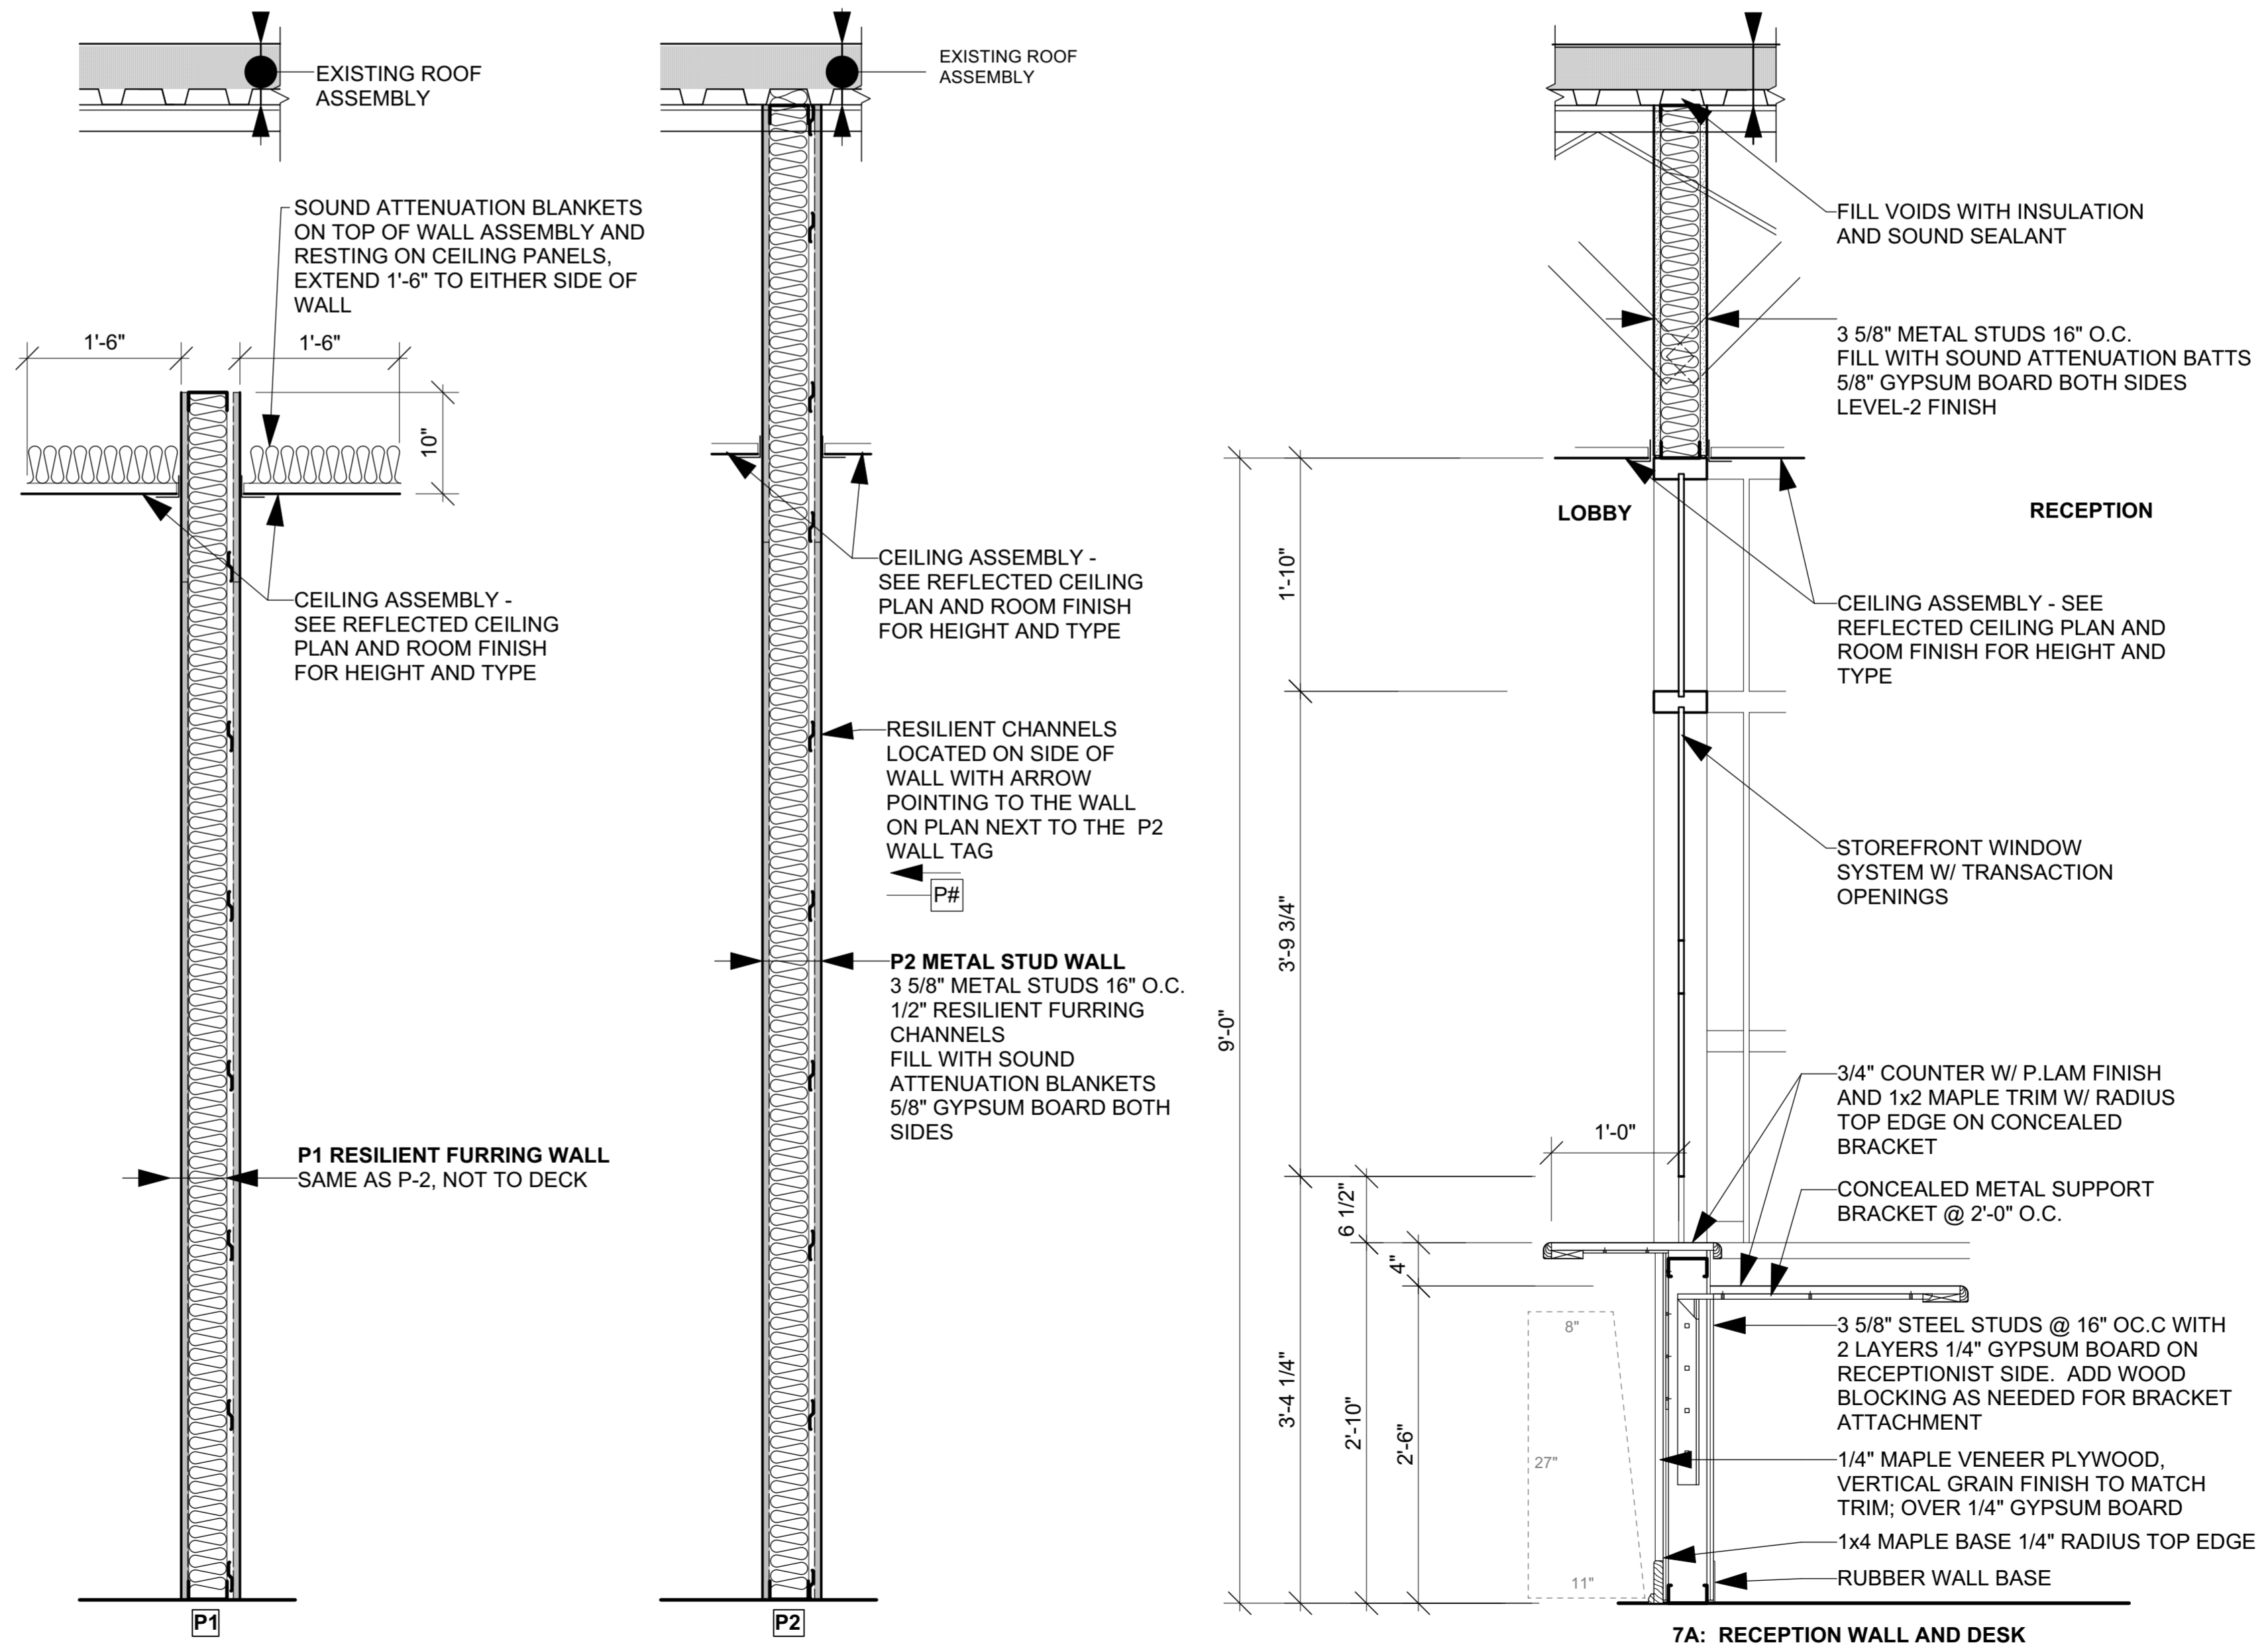 EXISTING ROOF
ASSEMBLY
SOUND ATTENUATION BLANKETS
ON TOP OF WALL ASSEMBLY AND
RESTING ON CEILING PANELS,
EXTEND 1'-6" TO EITHER SIDE OF
WALL
1'-6"
1'-6"
10"
CEILING ASSEMBLY -
SEE REFLECTED CEILING
PLAN AND ROOM FINISH
FOR HEIGHT AND TYPE
P1 RESILIENT FURRING WALL
SAME AS P-2, NOT TO DECK
P1
EXISTING ROOF
ASSEMBLY
CEILING ASSEMBLY -
SEE REFLECTED CEILING
PLAN AND ROOM FINISH
FOR HEIGHT AND TYPE
RESILIENT CHANNELS
LOCATED ON SIDE OF
WALL WITH ARROW
POINTING TO THE WALL
ON PLAN NEXT TO THE P2
WALL TAG
P#
P2 METAL STUD WALL
3 5/8" METAL STUDS 16" O.C.
1/2" RESILIENT FURRING
CHANNELS
FILL WITH SOUND
ATTENUATION BLANKETS
5/8" GYPSUM BOARD BOTH
SIDES
P2
FILL VOIDS WITH INSULATION
AND SOUND SEALANT
3 5/8" METAL STUDS 16" O.C.
FILL WITH SOUND ATTENUATION BATTS
5/8" GYPSUM BOARD BOTH SIDES
LEVEL-2 FINISH
LOBBY
RECEPTION
CEILING ASSEMBLY - SEE
REFLECTED CEILING PLAN AND
ROOM FINISH FOR HEIGHT AND
TYPE
STOREFRONT WINDOW
SYSTEM W/ TRANSACTION
OPENINGS
3/4" COUNTER W/ P.LAM FINISH
AND 1x2 MAPLE TRIM W/ RADIUS
TOP EDGE ON CONCEALED
BRACKET
CONCEALED METAL SUPPORT
BRACKET @ 2'-0" O.C.
3 5/8" STEEL STUDS @ 16" OC.C WITH
2 LAYERS 1/4" GYPSUM BOARD ON
RECEPTIONIST SIDE. ADD WOOD
BLOCKING AS NEEDED FOR BRACKET
ATTACHMENT
1/4" MAPLE VENEER PLYWOOD,
VERTICAL GRAIN FINISH TO MATCH
TRIM; OVER 1/4" GYPSUM BOARD
1x4 MAPLE BASE 1/4" RADIUS TOP EDGE
RUBBER WALL BASE
9'-0"
1'-10"
3'-9 3/4"
3'-4 1/4"
1'-0"
6 1/2"
2'-10"
4"
2'-6"
8"
27"
11"
7A: RECEPTION WALL AND DESK